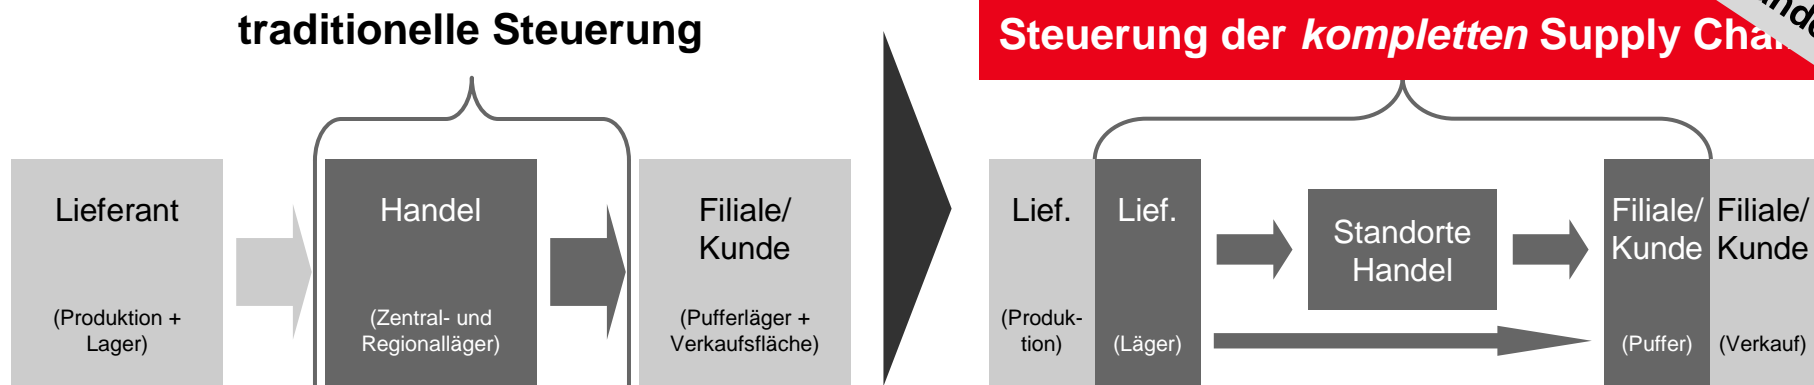 traditionelle Steuerung
Lieferant
(Produktion +
Lager)
Handel
(Zentral- und
Regionalläger)
Filiale/
Kunde
(Pufferläger +
Verkaufsfläche)
Steuerung der kompletten Supply
Lief.
(Produk-
tion)
Lief.
(Läger)
Standorte
Handel
Filiale/
Kunde
(Puffer)
Filiale/
Kunde
(Verkauf)